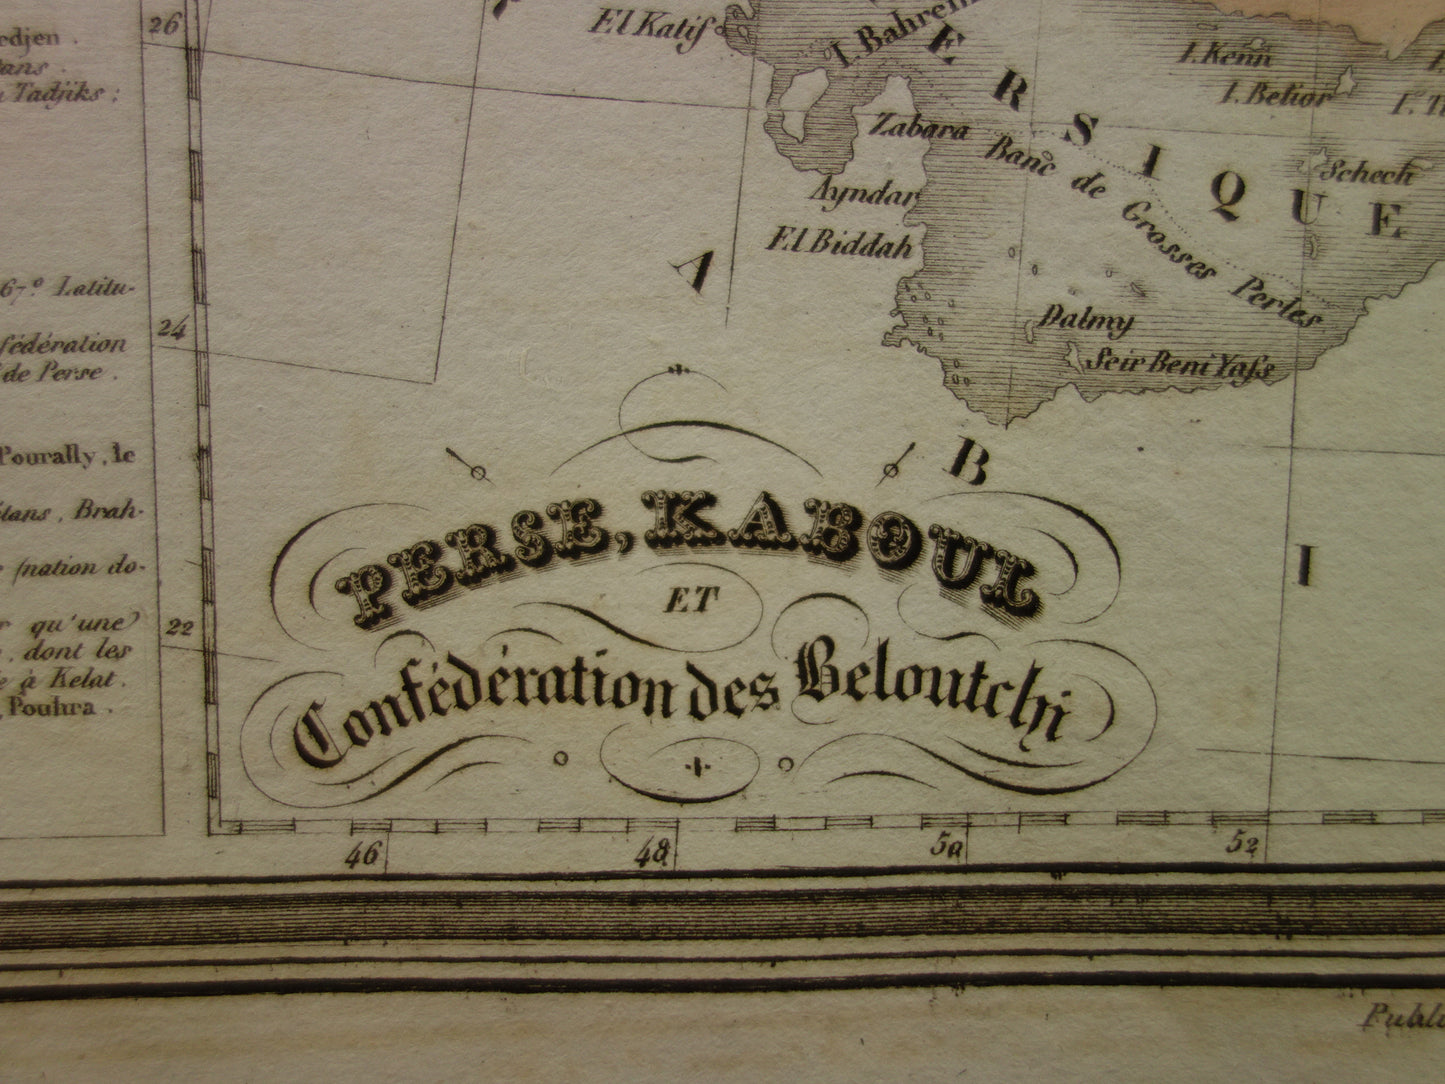 26
Tadjiks :
67.° Latitu-
de Perse .
Pourally, le
Brah-
(nation do-
qu'une
dont les
à Kelat.
Pouhra .
El Katif
I. Bahrein
Zabara
Ayndar
El Biddah
ERSIQUE
Banc de Grosses Perles
I. Kenn
I. Belior
Schech
Dalmy
Seir Beni Yass
24
A
B
I
22
PERSE, KABOUL
ET
Confédération des Beloutchi
46
48
50
52